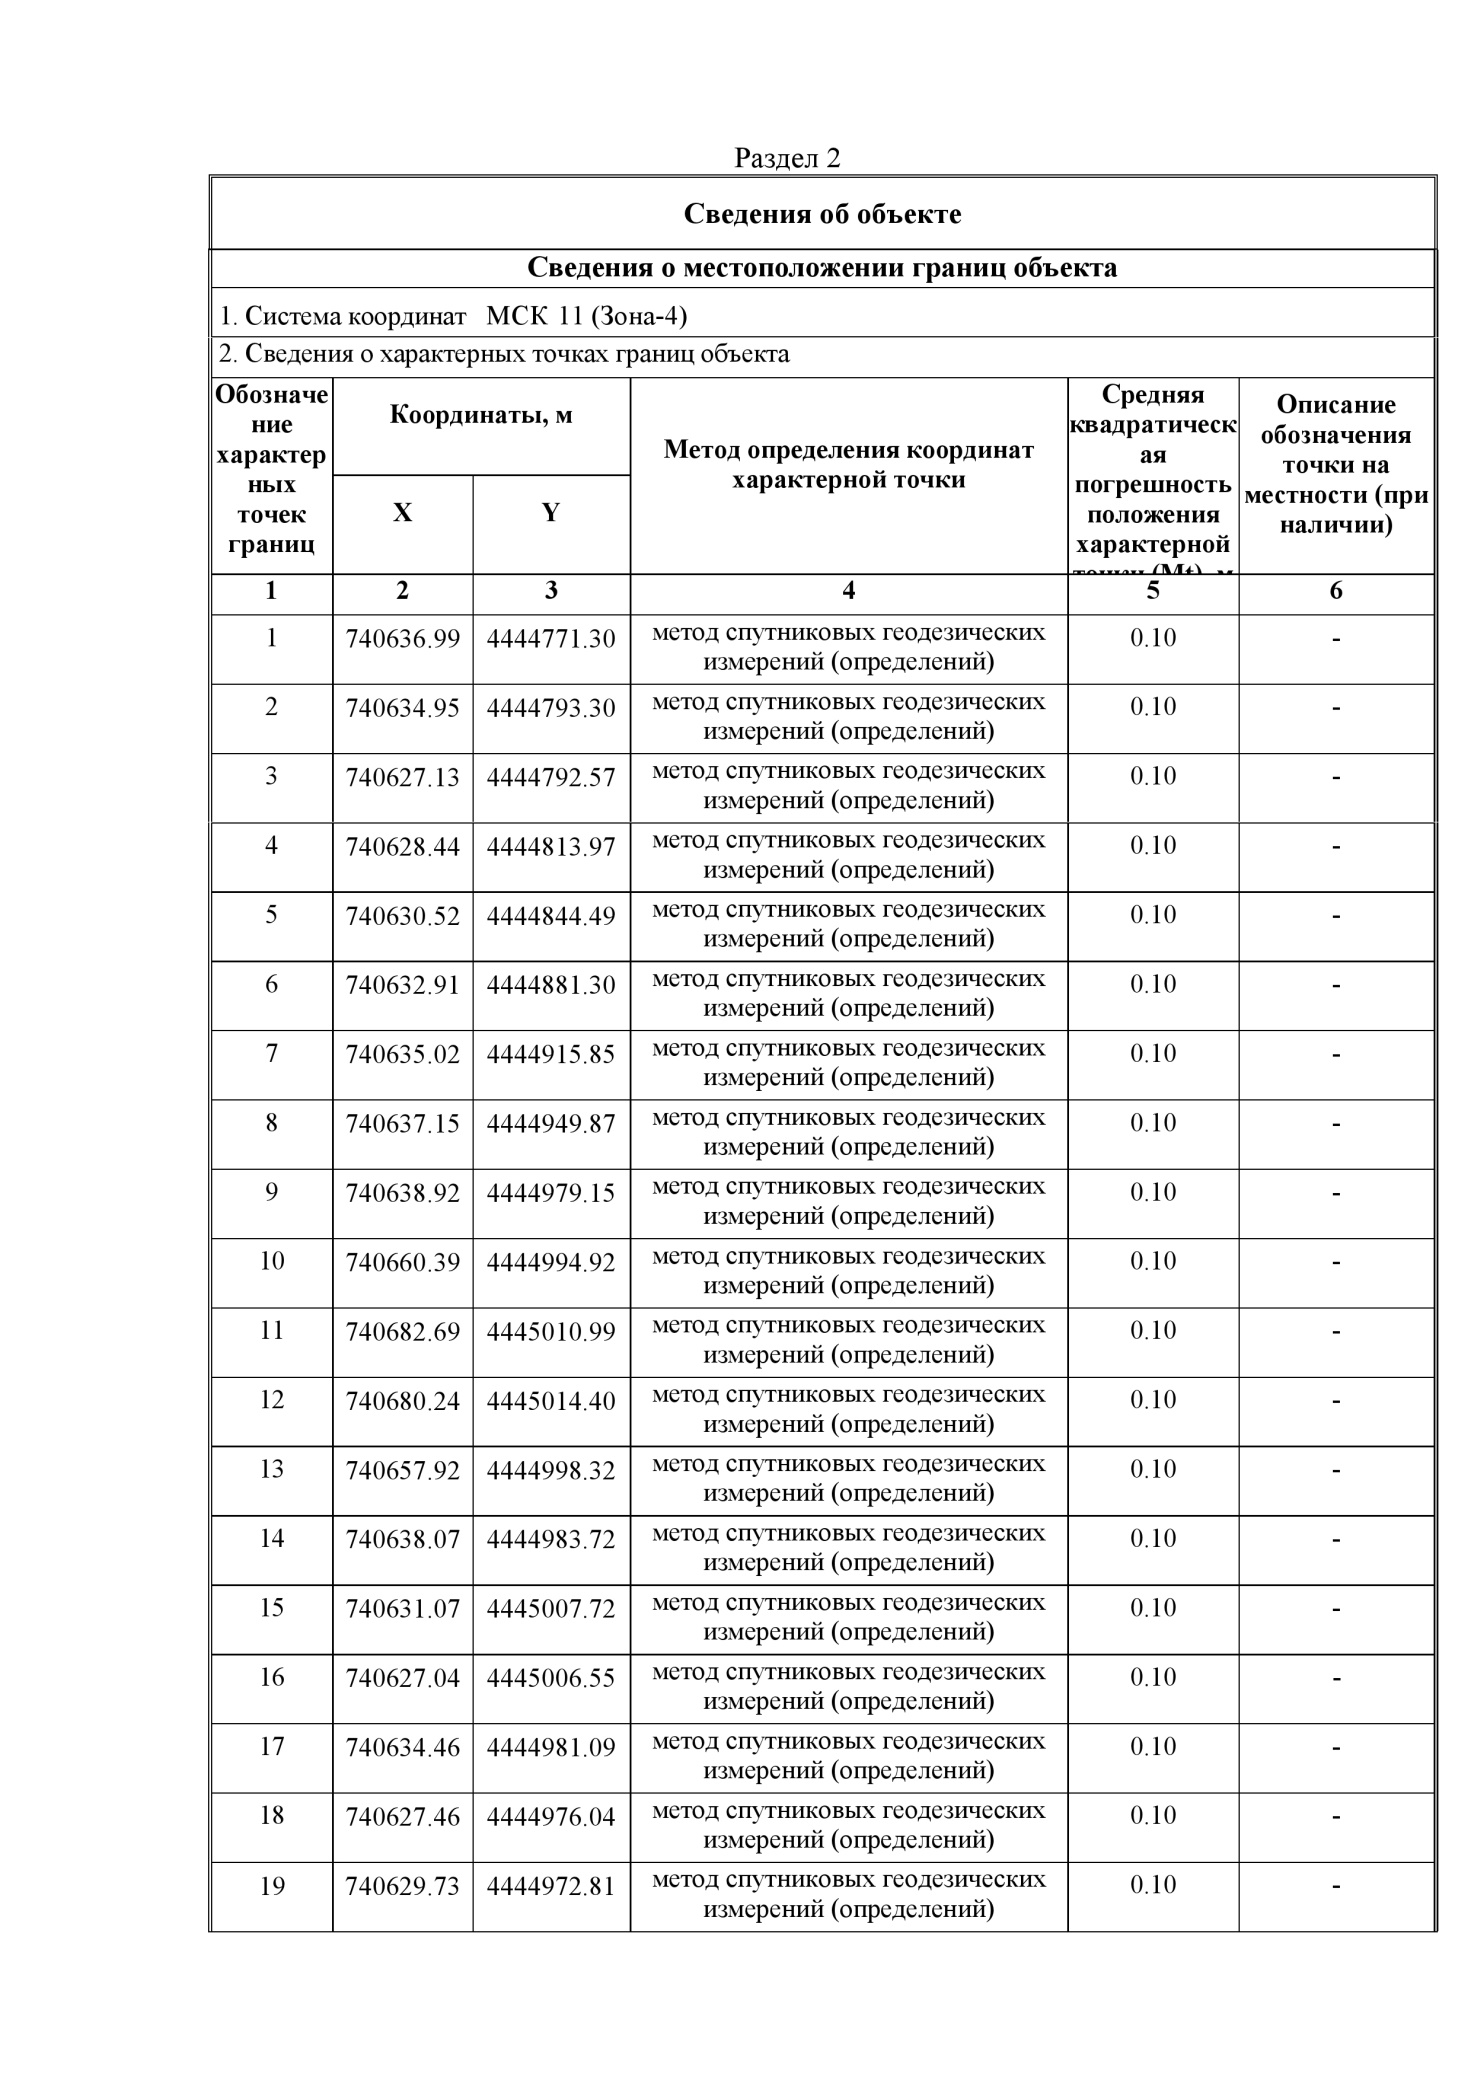 Раздел 2
Сведения об объекте
Сведения о местоположении границ объекта
1. Система координат МСК 11 (Зона-4)
2. Сведения о характерных точках границ объекта
Обозначе
ние
характер
ных
точек
границ
Координаты, м
X
Y
Метод определения координат
характерной точки
Средняя
квадратическ
ая
погрешность
положения
характерной
точки (Mt), м
Описание
обозначения
точки на
местности (при
наличии)
1 2 3 4 5 6
1 740636.99 4444771.30 метод спутниковых геодезических
измерений (определений) 0.10 -
2 740634.95 4444793.30 метод спутниковых геодезических
измерений (определений) 0.10 -
3 740627.13 4444792.57 метод спутниковых геодезических
измерений (определений) 0.10 -
4 740628.44 4444813.97 метод спутниковых геодезических
измерений (определений) 0.10 -
5 740630.52 4444844.49 метод спутниковых геодезических
измерений (определений) 0.10 -
6 740632.91 4444881.30 метод спутниковых геодезических
измерений (определений) 0.10 -
7 740635.02 4444915.85 метод спутниковых геодезических
измерений (определений) 0.10 -
8 740637.15 4444949.87 метод спутниковых геодезических
измерений (определений) 0.10 -
9 740638.92 4444979.15 метод спутниковых геодезических
измерений (определений) 0.10 -
10 740660.39 4444994.92 метод спутниковых геодезических
измерений (определений) 0.10 -
11 740682.69 4445010.99 метод спутниковых геодезических
измерений (определений) 0.10 -
12 740680.24 4445014.40 метод спутниковых геодезических
измерений (определений) 0.10 -
13 740657.92 4444998.32 метод спутниковых геодезических
измерений (определений) 0.10 -
14 740638.07 4444983.72 метод спутниковых геодезических
измерений (определений) 0.10 -
15 740631.07 4445007.72 метод спутниковых геодезических
измерений (определений) 0.10 -
16 740627.04 4445006.55 метод спутниковых геодезических
измерений (определений) 0.10 -
17 740634.46 4444981.09 метод спутниковых геодезических
измерений (определений) 0.10 -
18 740627.46 4444976.04 метод спутниковых геодезических
измерений (определений) 0.10 -
19 740629.73 4444972.81 метод спутниковых геодезических
измерений (определений) 0.10 -